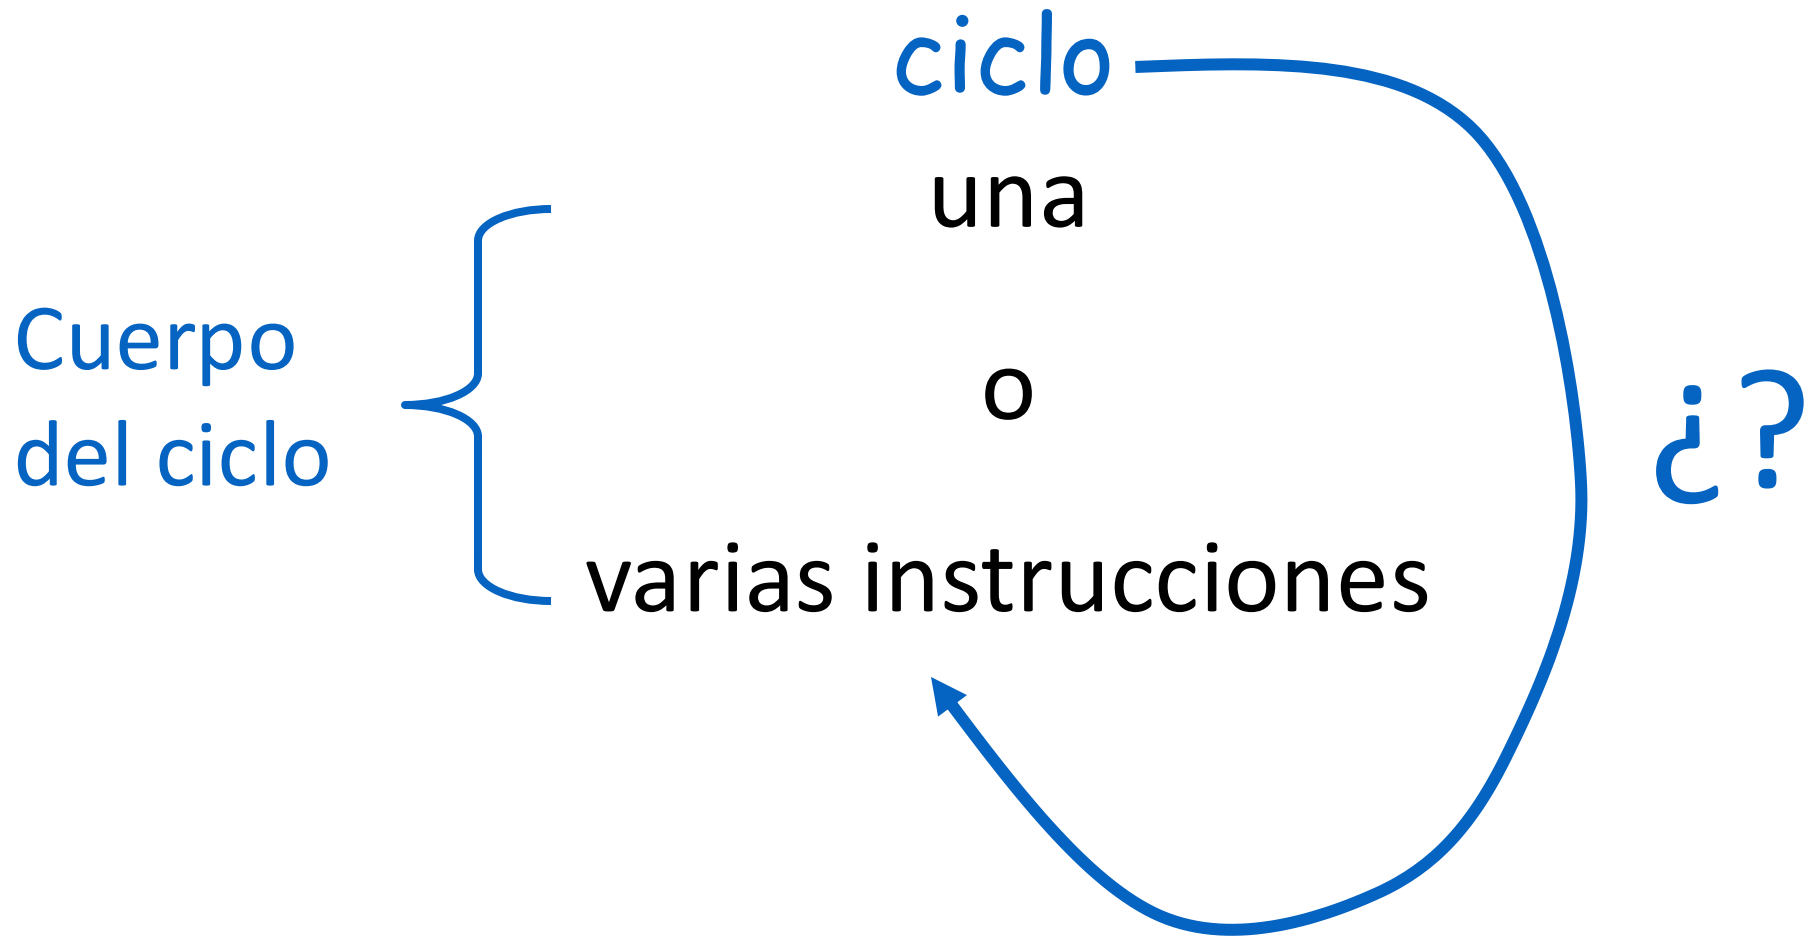 ciclo
una
o
varias instrucciones
Cuerpo
del ciclo
¿?